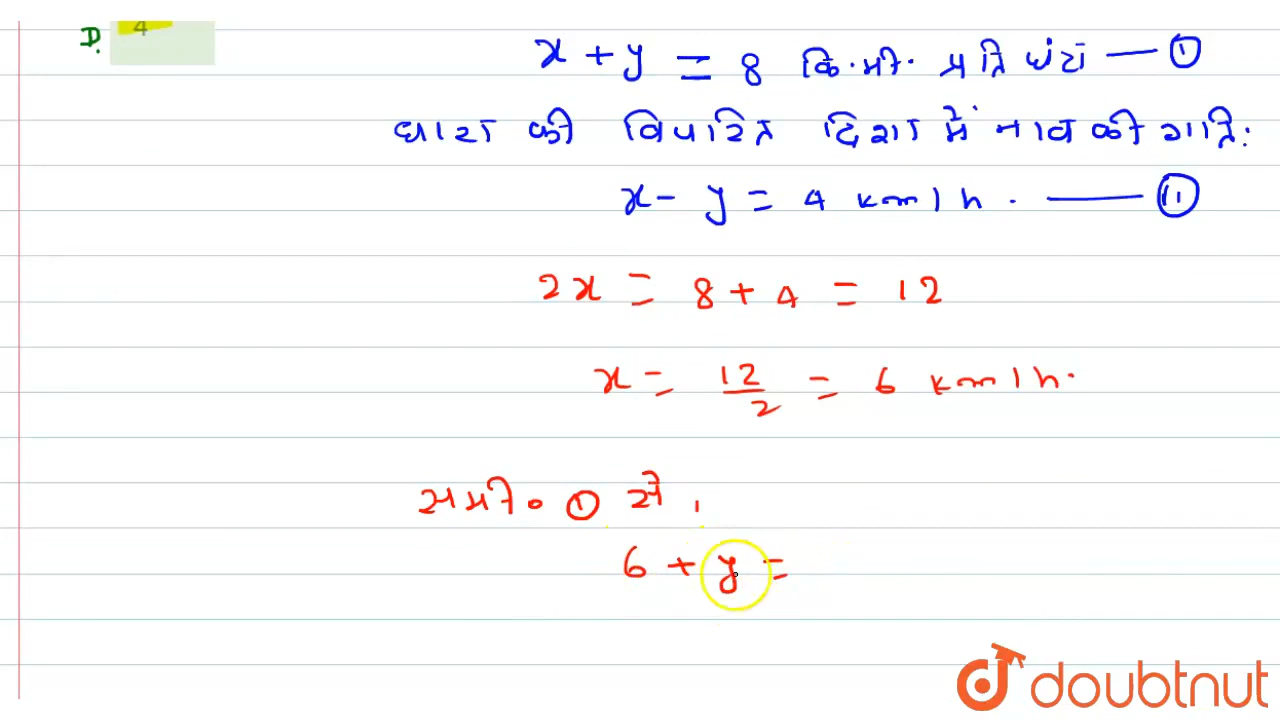 D. 4
x + y = 8 कि.मी. प्रति घंटा — ①
धारा की विपरित दिशा में नाव की गति:
x - y = 4 km/h. — ⑪
2x = 8 + 4 = 12
x = 12/2 = 6 km/h.
समी० ① से,
6 + y =
doubtnut